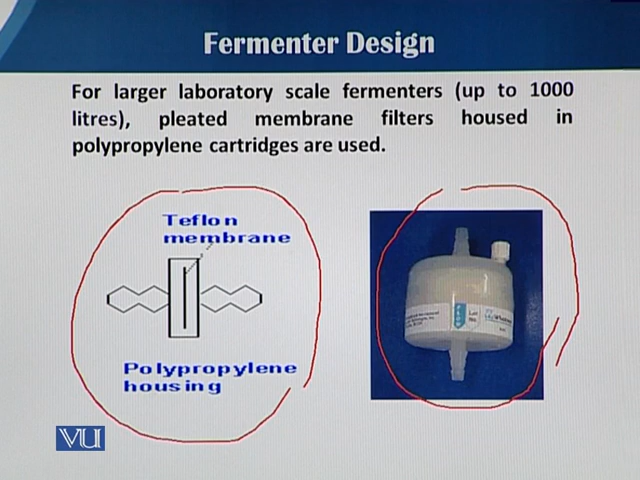 Fermenter Design
For larger laboratory scale fermenters (up to 1000
litres), pleated membrane filters housed in
polypropylene cartridges are used.
Teflon
membrane
Polypropylene
housing
VU